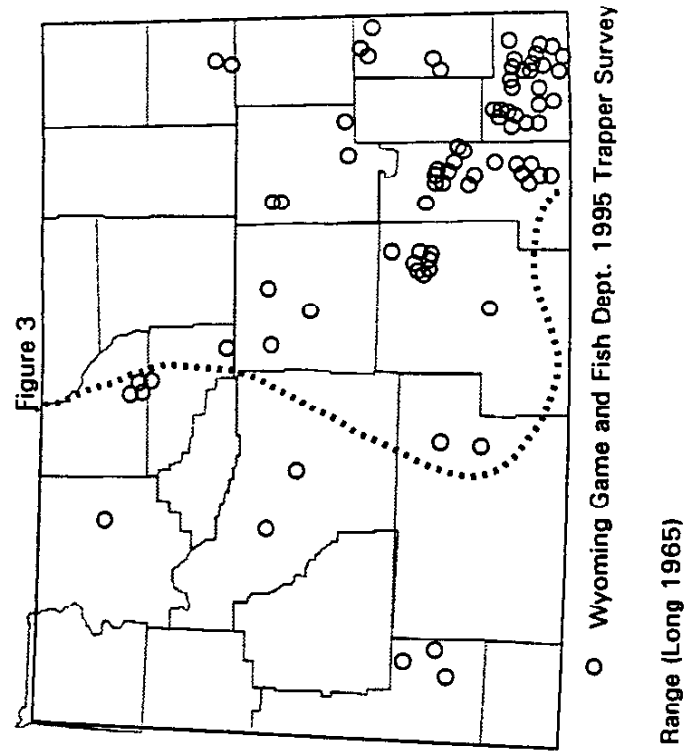 Figure 3
O Wyoming Game and Fish Dept. 1995 Trapper Survey
Range (Long 1965)